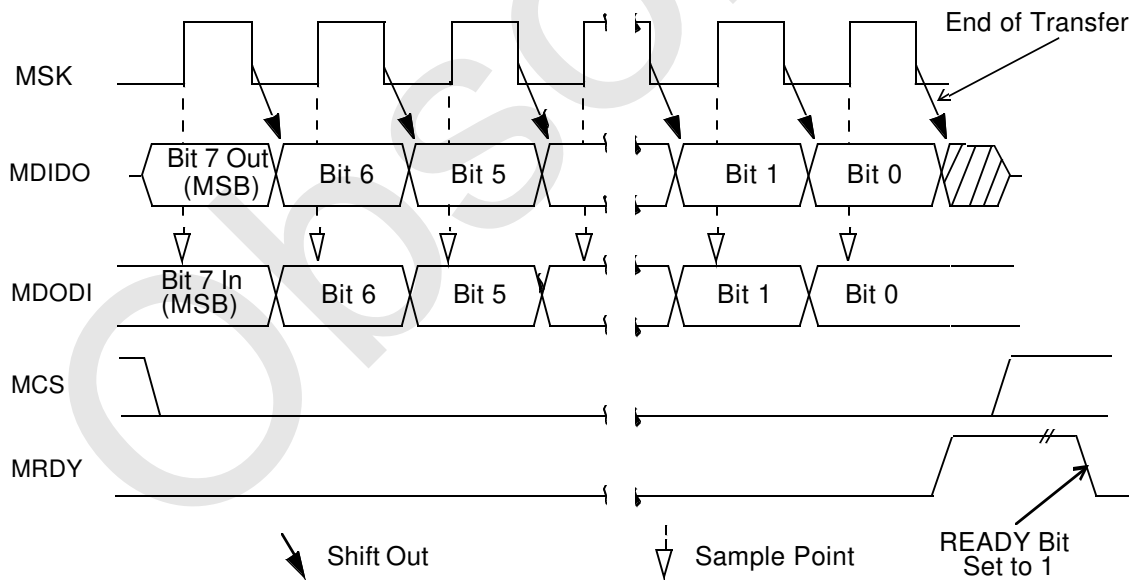 End of Transfer
MSK
MDIDO
Bit 7 Out
(MSB)
Bit 6
Bit 5
Bit 1
Bit 0
MDODI
Bit 7 In
(MSB)
Bit 6
Bit 5
Bit 1
Bit 0
MCS
MRDY
Shift Out
Sample Point
READY Bit
Set to 1